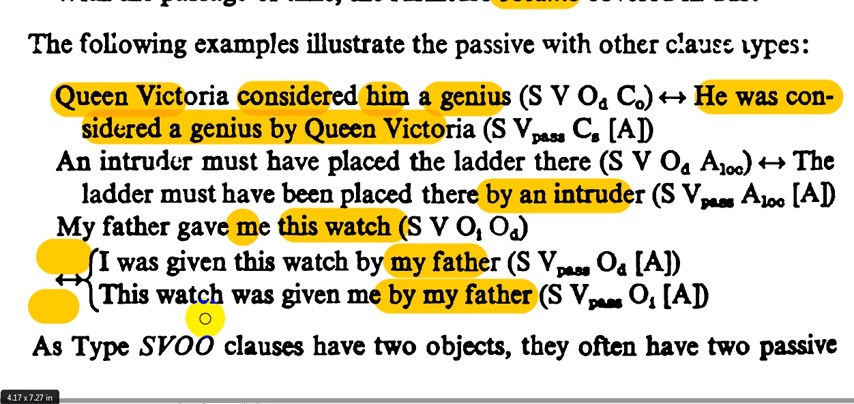 The following examples illustrate the passive with other clause types:
Queen Victoria considered him a genius (S V Od Co) ↔ He was con-
sidered a genius by Queen Victoria (S Vpass Cs [A])
An intruder must have placed the ladder there (S V Od Aloc) ↔ The
ladder must have been placed there by an intruder (S Vpass Aloc [A])
My father gave me this watch (S V Oi Od)
I was given this watch by my father (S Vpass Od [A])
↔
This watch was given me by my father (S Vpass Oi [A])
As Type SVOO clauses have two objects, they often have two passive
4.17 x 7.27 in